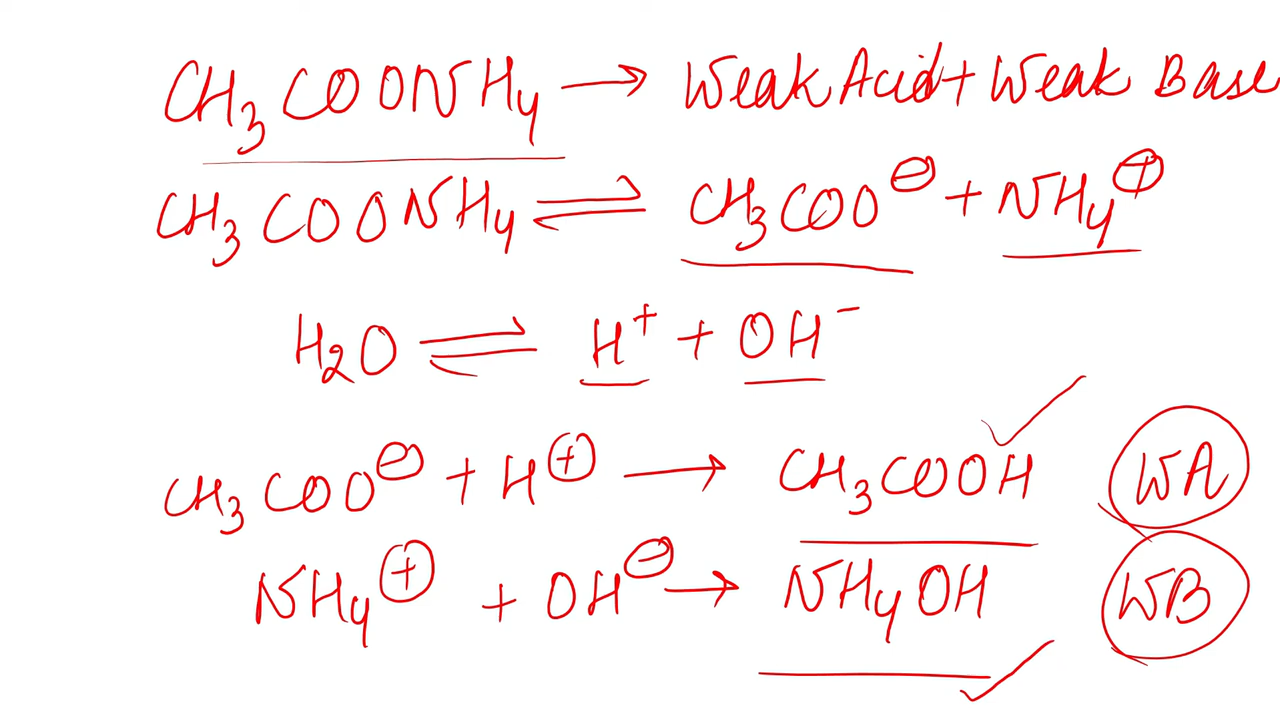 CH₃COONH₄ → Weak Acid + Weak Base
CH₃COONH₄ ⇌ CH₃COO⊖ + NH₄⊕
H₂O ⇌ H⁺ + OH⁻
CH₃COO⊖ + H⊕ → CH₃COOH ✓ WA
NH₄⊕ + OH⊖ → NH₄OH ✓ WB